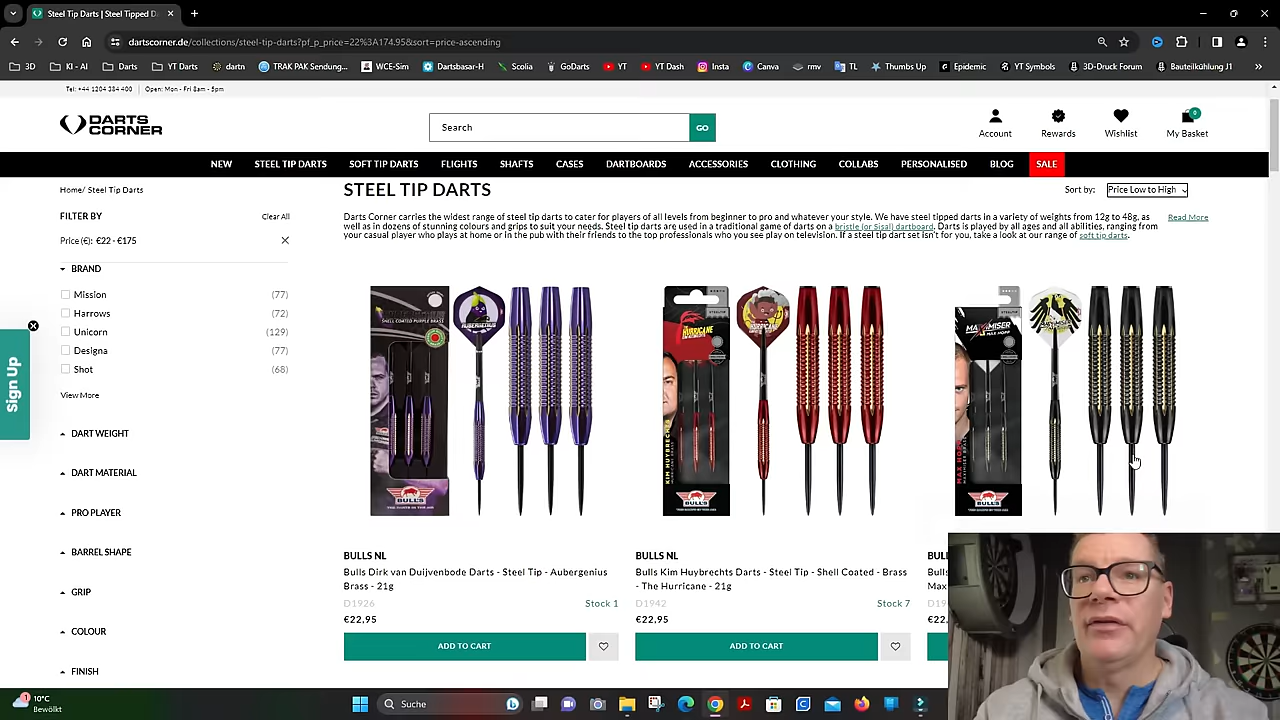 Steel Tip Darts | Steel Tipped D
dartscorner.de/collections/steel-tip-darts?pf_p_price=22%3A174.95&sort=price-ascending
3D
KI - AI
Darts
YT Darts
dartn
TRAK PAK Sendung...
WCE-Sim
Dartsbasar-H
Scolia
GoDarts
YT
YT Dash
Insta
Canva
rmv
TL
Thumbs Up
Epidemic
YT Symbols
3D-Druck Forum
Bauteilkühlung J1
Tel: +44 1204 384 400
Open: Mon - Fri 8am - 5pm
DARTS
CORNER
Search
GO
Account
Rewards
Wishlist
0
My Basket
NEW
STEEL TIP DARTS
SOFT TIP DARTS
FLIGHTS
SHAFTS
CASES
DARTBOARDS
ACCESSORIES
CLOTHING
COLLABS
PERSONALISED
BLOG
SALE
Home/ Steel Tip Darts
STEEL TIP DARTS
Sort by:
Price Low to High
Darts Corner carries the widest range of steel tip darts to cater for players of all levels from beginner to pro and whatever your style. We have steel tipped darts in a variety of weights from 12g to 48g, as
well as in dozens of stunning colours and grips to suit your needs. Steel tip darts are used in a traditional game of darts on a bristle (or Sisal) dartboard. Darts is played by all ages and all abilities, ranging from
your casual player who plays at home or in the pub with their friends to the top professionals who you see play on television. If a steel tip dart set isn't for you, take a look at our range of soft tip darts.
Read More
FILTER BY
Clear All
Price (€): €22 - €175
BRAND
Mission (77)
Harrows (72)
Unicorn (129)
Designa (77)
Shot (68)
View More
DART WEIGHT
DART MATERIAL
PRO PLAYER
BARREL SHAPE
GRIP
COLOUR
FINISH
sign Up
AUBERGENIUS
SHELL COATED PURPLE BRASS
BULL'S
HURRICANE
KIM HUYBRECHTS
BULL'S
MAXIMISER
MAX HOPP
BULL'S
BULLS NL
Bulls Dirk van Duijvenbode Darts - Steel Tip - Aubergenius
Brass - 21g
D1926
Stock 1
€22,95
ADD TO CART
BULLS NL
Bulls Kim Huybrechts Darts - Steel Tip - Shell Coated - Brass
- The Hurricane - 21g
D1942
Stock 7
€22,95
ADD TO CART
€22,
1
10°C
Bewölkt
Suche